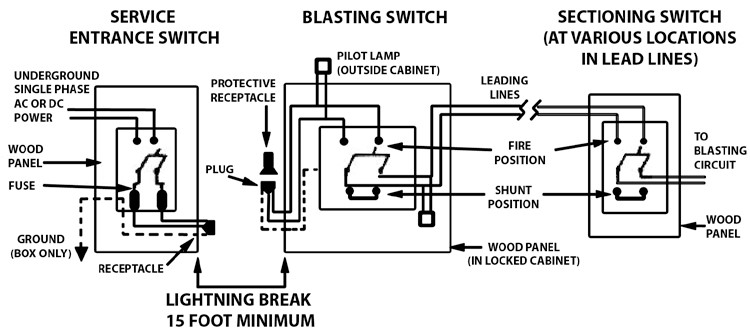 SERVICE
ENTRANCE SWITCH
BLASTING SWITCH
SECTIONING SWITCH
(AT VARIOUS LOCATIONS
IN LEAD LINES)
UNDERGROUND
SINGLE PHASE
AC OR DC
POWER
WOOD
PANEL
FUSE
GROUND
(BOX ONLY)
RECEPTACLE
PROTECTIVE
RECEPTACLE
PLUG
PILOT LAMP
(OUTSIDE CABINET)
LEADING
LINES
FIRE
POSITION
SHUNT
POSITION
WOOD PANEL
(IN LOCKED CABINET)
TO
BLASTING
CIRCUIT
WOOD
PANEL
LIGHTNING BREAK
15 FOOT MINIMUM